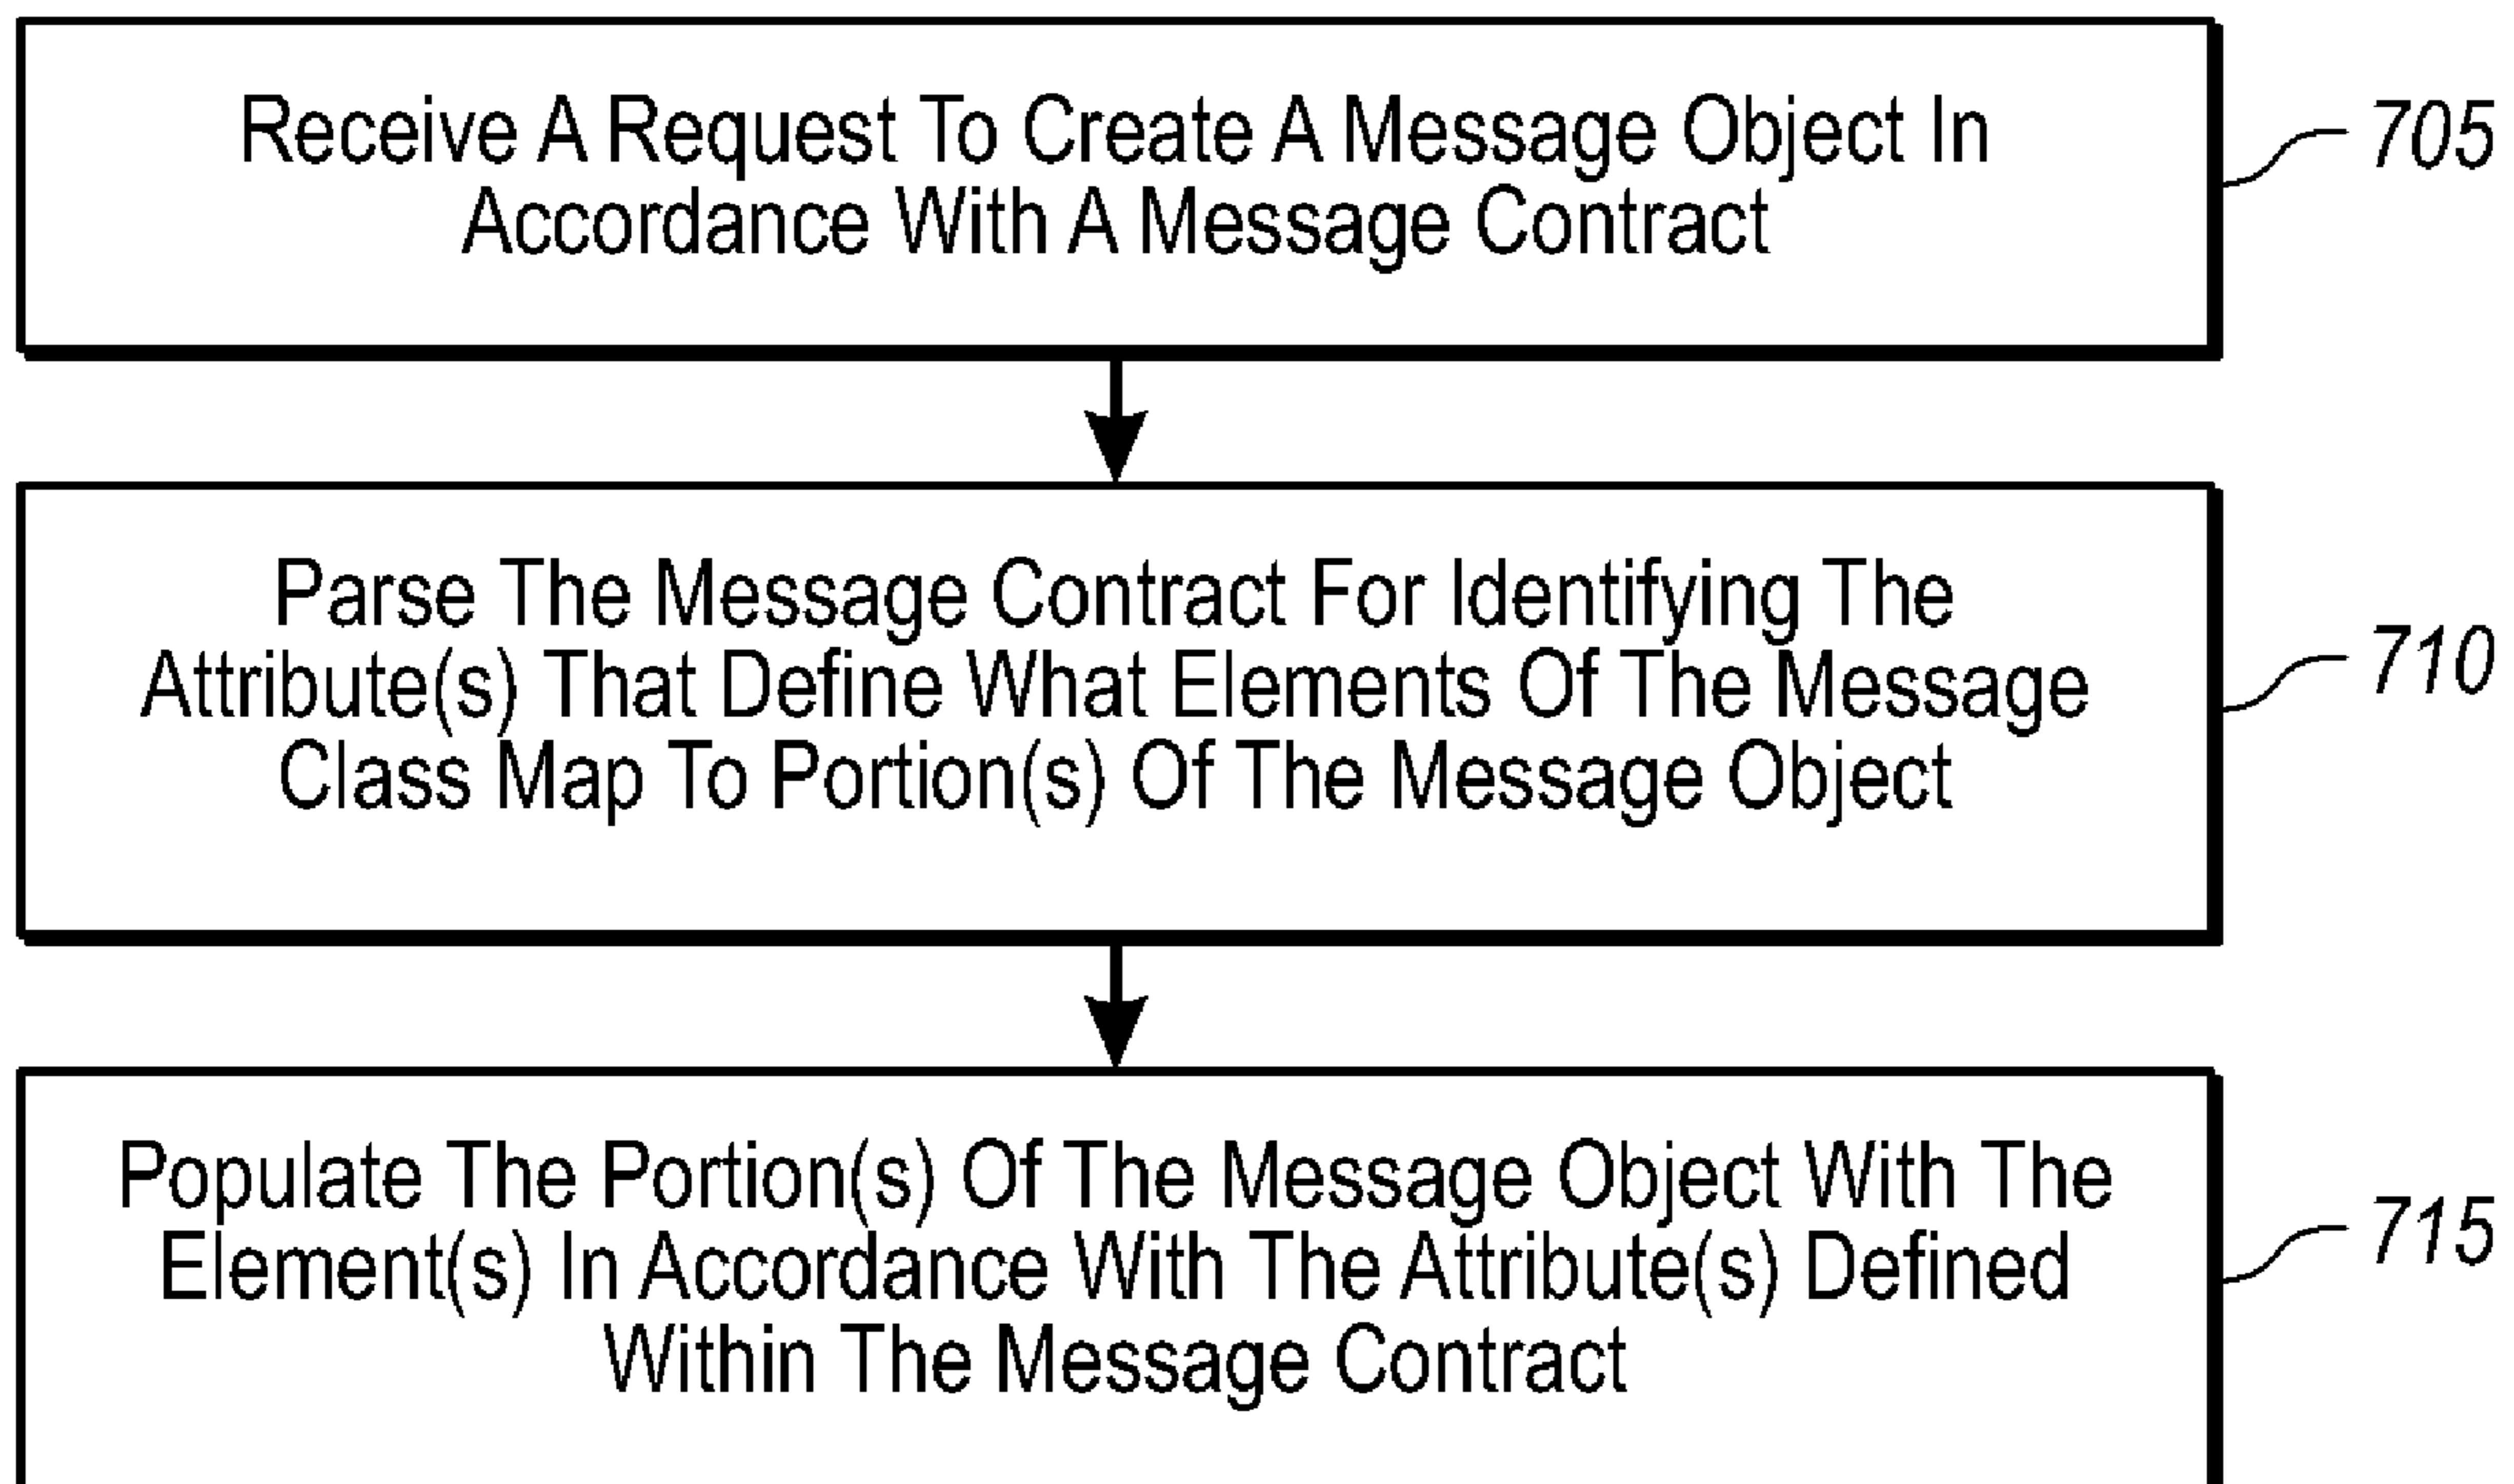 Receive A Request To Create A Message Object In
Accordance With A Message Contract
705
Parse The Message Contract For Identifying The
Attribute(s) That Define What Elements Of The Message
Class Map To Portion(s) Of The Message Object
710
Populate The Portion(s) Of The Message Object With The
Element(s) In Accordance With The Attribute(s) Defined
Within The Message Contract
715